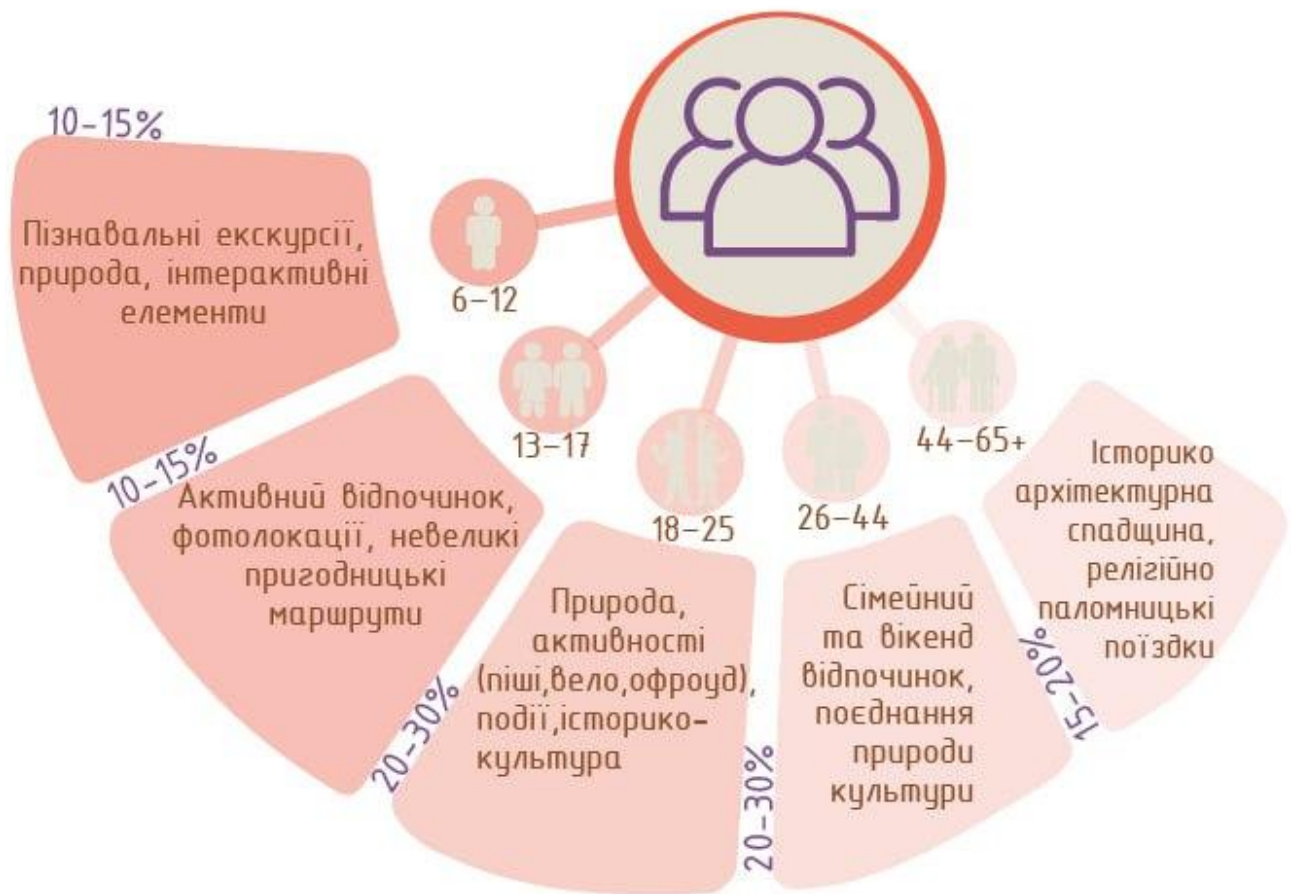 10-15%
Пізнавальні екскурсії,
природа, інтерактивні
елементи
6-12
10-15%
Активний відпочинок,
фотолокації, невеликі
пригодницькі
маршрути
13-17
20-30%
Природа,
активності
(піші,вело,офроуд),
події,історико-
культура
18-25
20-30%
Сімейний
та вікенд
відпочинок,
поєднання
природи
культури
26-44
15-20%
Історико
архітектурна
спадщина,
релігійно
паломницькі
поїздки
44-65+